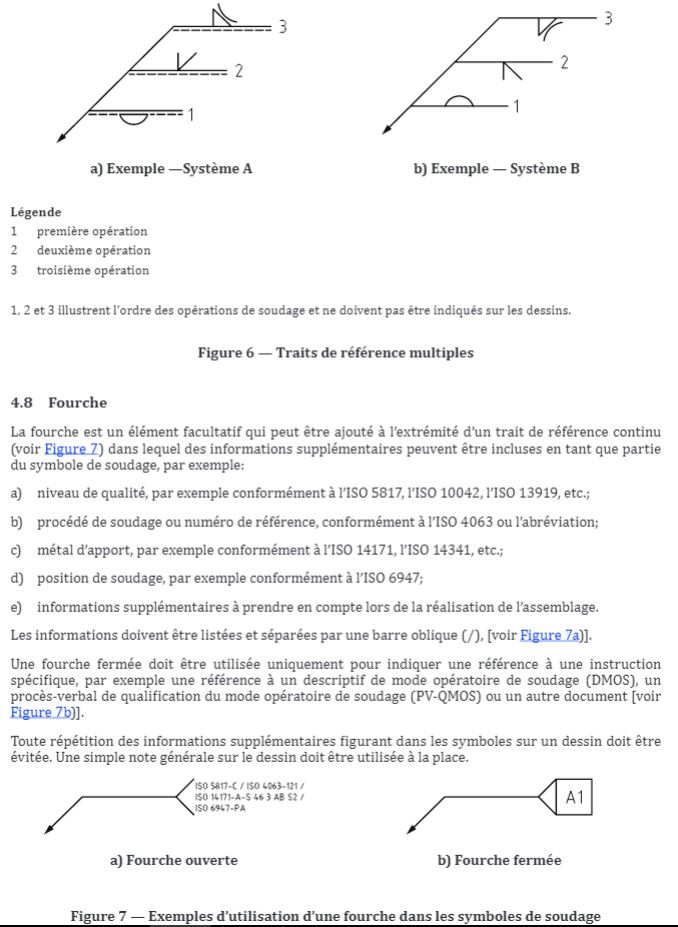 3
2
1
3
2
1
a) Exemple —Système A
b) Exemple — Système B
Légende
1 première opération
2 deuxième opération
3 troisième opération
1, 2 et 3 illustrent l'ordre des opérations de soudage et ne doivent pas être indiqués sur les dessins.
Figure 6 — Traits de référence multiples
4.8 Fourche
La fourche est un élément facultatif qui peut être ajouté à l'extrémité d'un trait de référence continu
(voir Figure 7) dans lequel des informations supplémentaires peuvent être incluses en tant que partie
du symbole de soudage, par exemple:
a) niveau de qualité, par exemple conformément à l'ISO 5817, l'ISO 10042, l'ISO 13919, etc.;
b) procédé de soudage ou numéro de référence, conformément à l'ISO 4063 ou l'abréviation;
c) métal d'apport, par exemple conformément à l'ISO 14171, l'ISO 14341, etc.;
d) position de soudage, par exemple conformément à l'ISO 6947;
e) informations supplémentaires à prendre en compte lors de la réalisation de l'assemblage.
Les informations doivent être listées et séparées par une barre oblique (/), [voir Figure 7a)].
Une fourche fermée doit être utilisée uniquement pour indiquer une référence à une instruction
spécifique, par exemple une référence à un descriptif de mode opératoire de soudage (DMOS), un
procès-verbal de qualification du mode opératoire de soudage (PV-QMOS) ou un autre document [voir
Figure 7b)].
Toute répétition des informations supplémentaires figurant dans les symboles sur un dessin doit être
évitée. Une simple note générale sur le dessin doit être utilisée à la place.
ISO 5817-C / ISO 4063-121 /
ISO 14171-A-S 46 3 AB S2 /
ISO 6947-PA
A1
a) Fourche ouverte
b) Fourche fermée
Figure 7 — Exemples d'utilisation d'une fourche dans les symboles de soudage